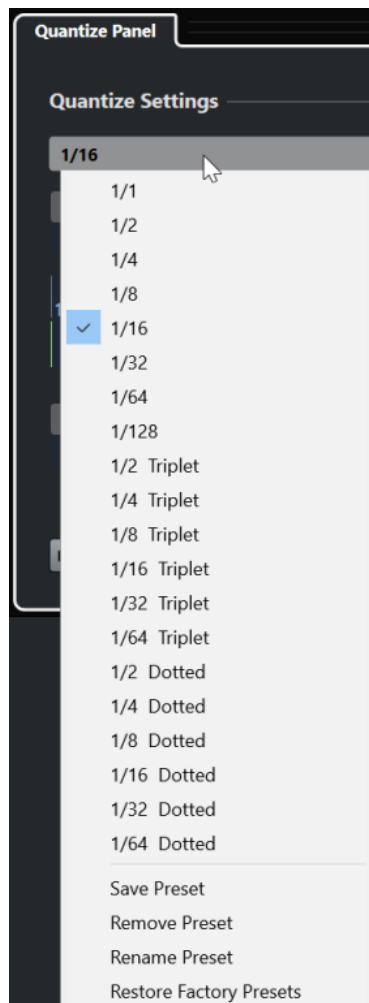 Quantize Panel
Quantize Settings
1/16
1/1
1/2
1/4
1/8
1/16
1/32
1/64
1/128
1/2 Triplet
1/4 Triplet
1/8 Triplet
1/16 Triplet
1/32 Triplet
1/64 Triplet
1/2 Dotted
1/4 Dotted
1/8 Dotted
1/16 Dotted
1/32 Dotted
1/64 Dotted
Save Preset
Remove Preset
Rename Preset
Restore Factory Presets